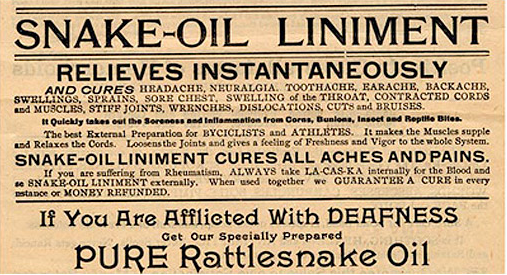 SNAKE-OIL LINIMENT
RELIEVES INSTANTANEOUSLY
AND CURES HEADACHE, NEURALGIA. TOOTHACHE, EARACHE, BACKACHE,
SWELLINGS, SPRAINS, SORE CHEST, SWELLING of the THROAT, CONTRACTED CORDS
and MUSCLES, STIFF JOINTS, WRENCHES, DISLOCATIONS, CUTS and BRUISES.
It Quickly takes out the Soreness and Inflammation from Corns, Bunions, Insect and Reptile Bites.
The best External Preparation for BYCICLISTS and ATHLETES. It makes the Muscles supple
and Relaxes the Cords. Loosens the Joints and gives a feeling of Freshness and Vigor to the whole System.
SNAKE-OIL LINIMENT CURES ALL ACHES AND PAINS.
If you are suffering from Rheumatism, ALWAYS take LA-CAS-KA internally for the Blood and
se SNAKE-OIL LINIMENT externally. When used together we GUARANTEE A CURE in every
nstance or MONEY REFUNDED.
If You Are Afflicted With DEAFNESS
Get Our Specially Prepared
PURE Rattlesnake Oil